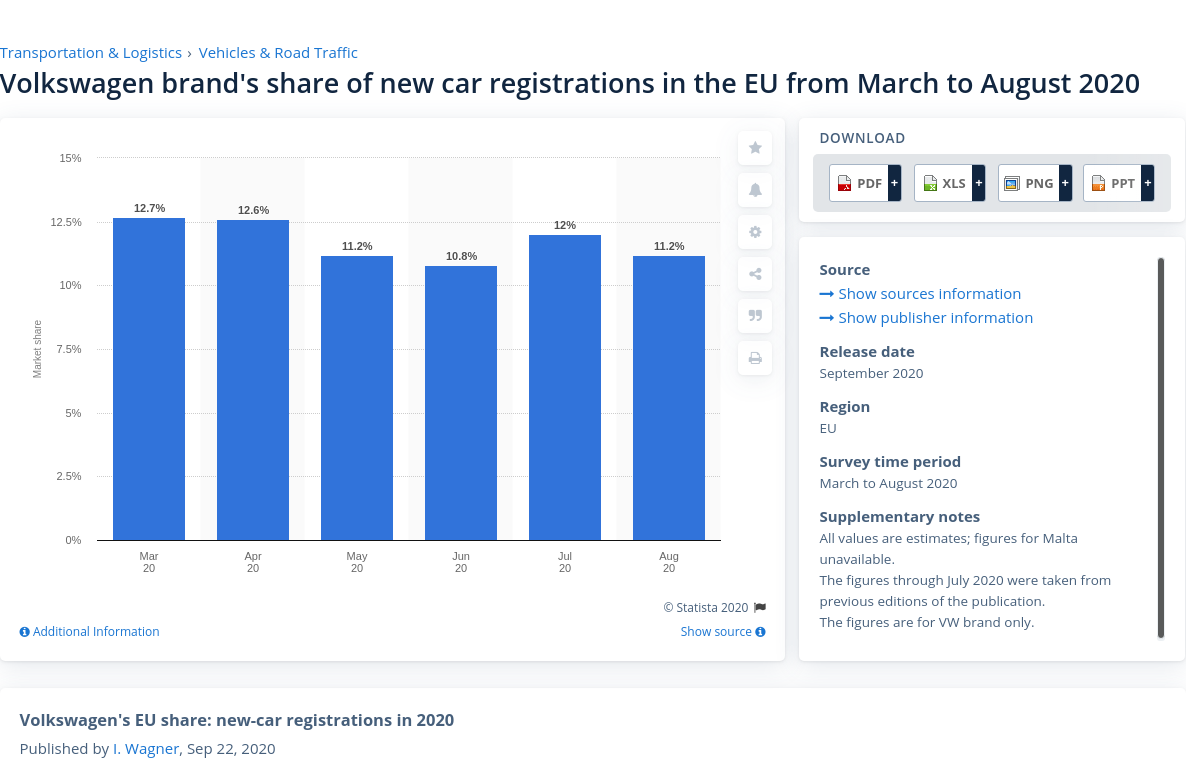 Transportation & Logistics › Vehicles & Road Traffic
Volkswagen brand's share of new car registrations in the EU from March to August 2020
15%
12.5%
10%
7.5%
5%
2.5%
0%
Market share
12.7%
12.6%
11.2%
10.8%
12%
11.2%
Mar
20
Apr
20
May
20
Jun
20
Jul
20
Aug
20
© Statista 2020
Additional Information
Show source
DOWNLOAD
PDF +
XLS +
PNG +
PPT +
Source
Show sources information
Show publisher information
Release date
September 2020
Region
EU
Survey time period
March to August 2020
Supplementary notes
All values are estimates; figures for Malta
unavailable.
The figures through July 2020 were taken from
previous editions of the publication.
The figures are for VW brand only.
Volkswagen's EU share: new-car registrations in 2020
Published by I. Wagner, Sep 22, 2020